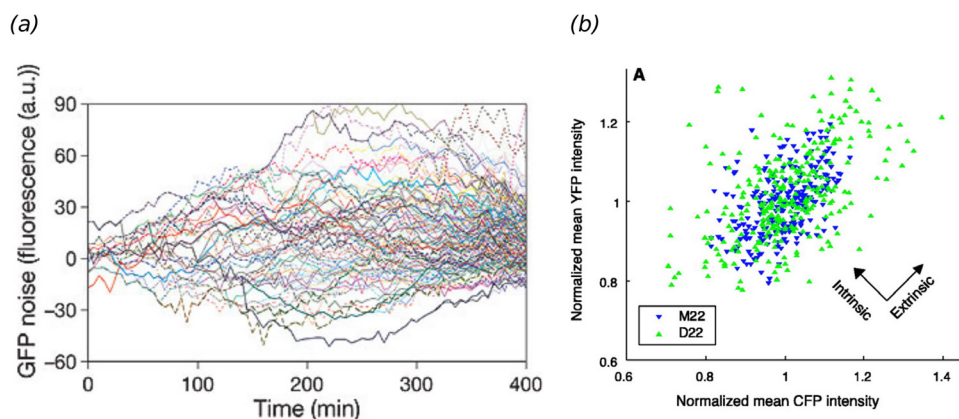 (a)
(b)
GFP noise (fluorescence (a.u.))
90
60
30
0
−30
−60
0
100
200
300
400
Time (min)
A
Normalized mean YFP intensity
1.2
1
0.8
0.6
Intrinsic
Extrinsic
M22
D22
0.6
0.8
1
1.2
1.4
Normalized mean CFP intensity